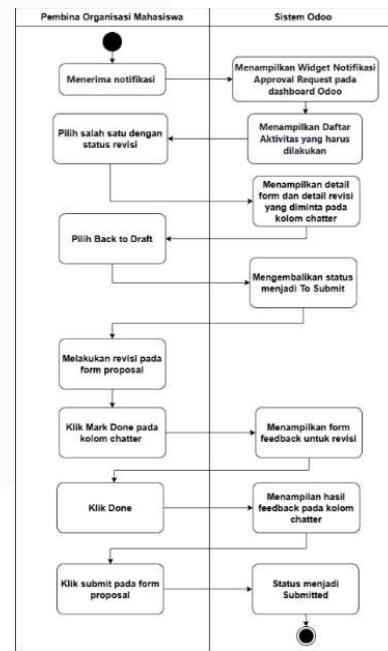 Pembina Organisasi Mahasiswa
Sistem Odoo
Menerima notifikasi
Menampilkan Widget Notifikasi
Approval Request pada
dashboard Odoo
Pilih salah satu dengan
status revisi
Menampilkan Daftar
Aktivitas yang harus
dilakukan
Menampilkan detail
form dan detail revisi
yang diminta pada
kolom chatter
Pilih Back to Draft
Mengembalikan status
menjadi To Submit
Melakukan revisi pada
form proposal
Klik Mark Done pada
kolom chatter
Menampilkan form
feedback untuk revisi
Klik Done
Menampilan hasil
feedback pada kolom
chatter
Klik submit pada form
proposal
Status menjadi
Submitted